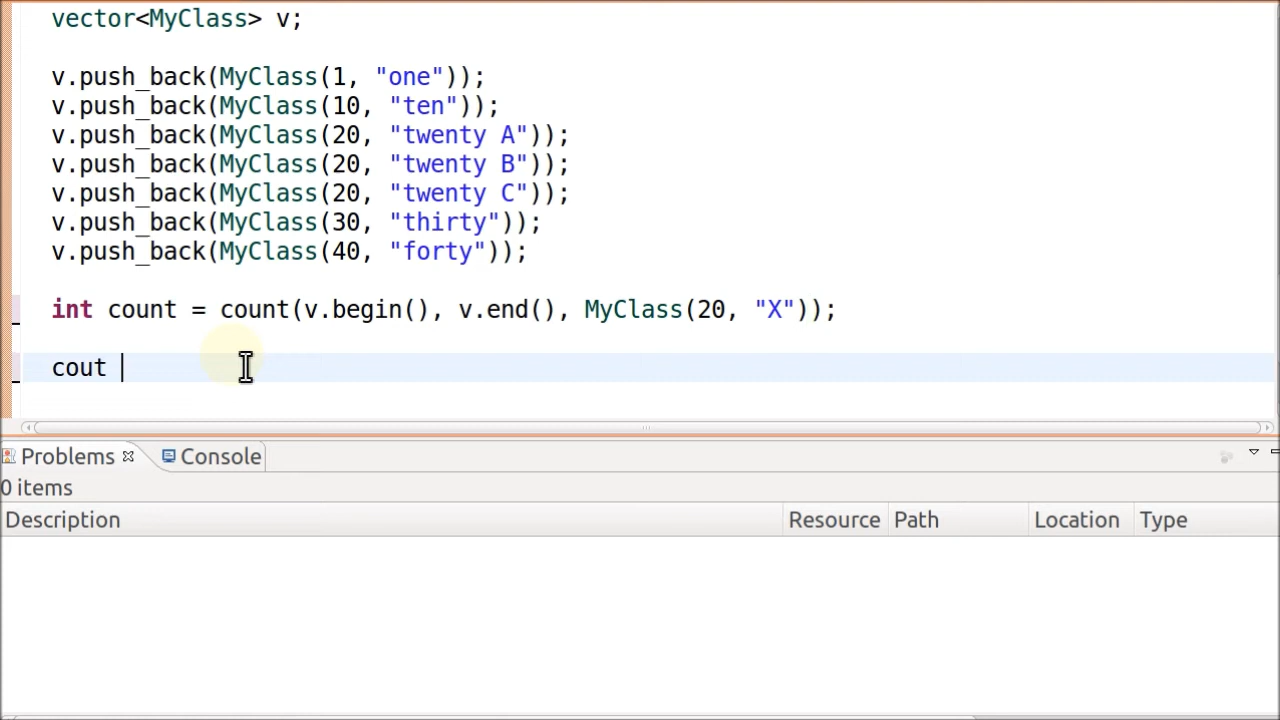 vector<MyClass> v;
v.push_back(MyClass(1, "one"));
v.push_back(MyClass(10, "ten"));
v.push_back(MyClass(20, "twenty A"));
v.push_back(MyClass(20, "twenty B"));
v.push_back(MyClass(20, "twenty C"));
v.push_back(MyClass(30, "thirty"));
v.push_back(MyClass(40, "forty"));
int count = count(v.begin(), v.end(), MyClass(20, "X"));
cout
Problems Console
0 items
Description Resource Path Location Type